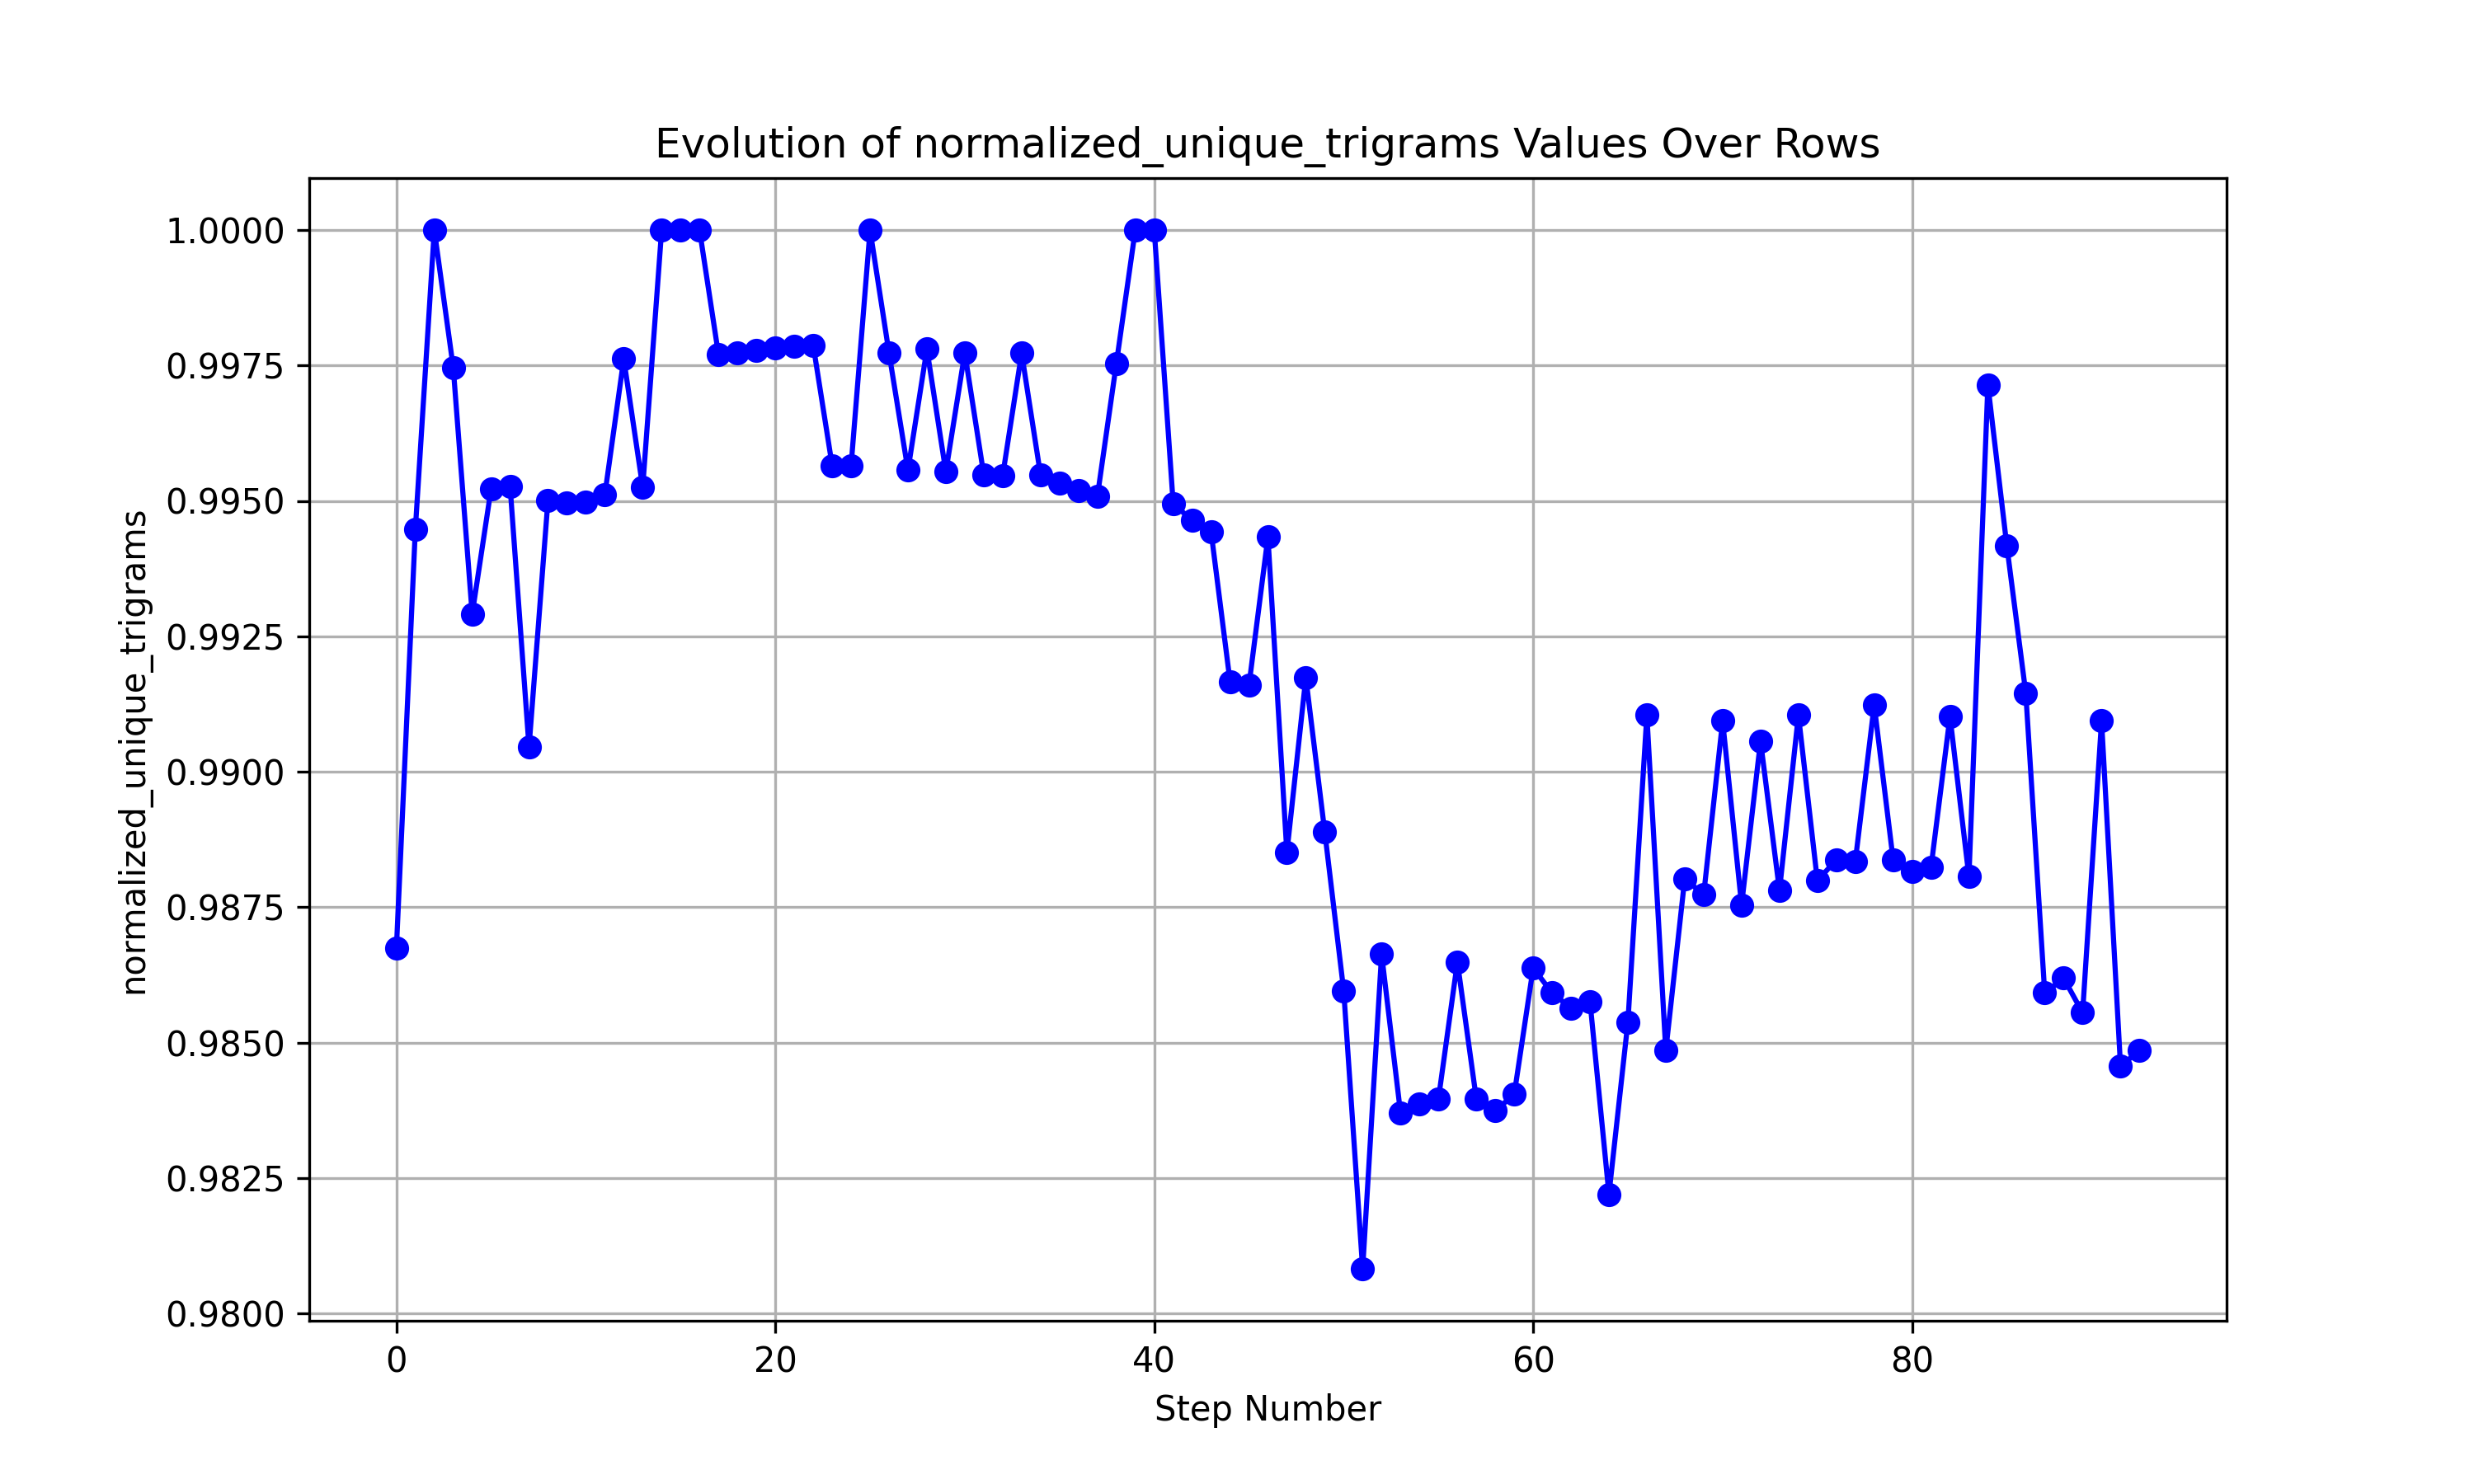 Evolution of normalized_unique_trigrams Values Over Rows
normalized_unique_trigrams
1.0000
0.9975
0.9950
0.9925
0.9900
0.9875
0.9850
0.9825
0.9800
0 20 40 60 80
Step Number